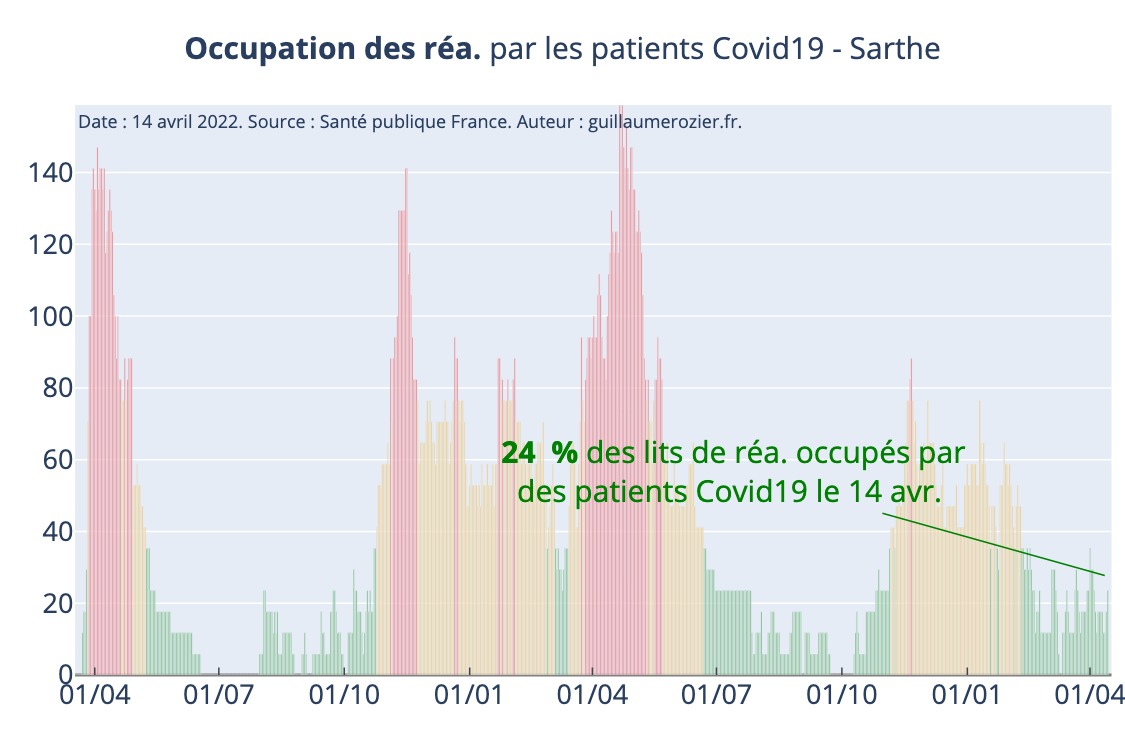 Occupation des réa. par les patients Covid19 - Sarthe
Date : 14 avril 2022. Source : Santé publique France. Auteur : guillaumerozier.fr.
140
120
100
80
60
40
20
0
24 % des lits de réa. occupés par
des patients Covid19 le 14 avr.
01/04 01/07 01/10 01/01 01/04 01/07 01/10 01/01 01/04